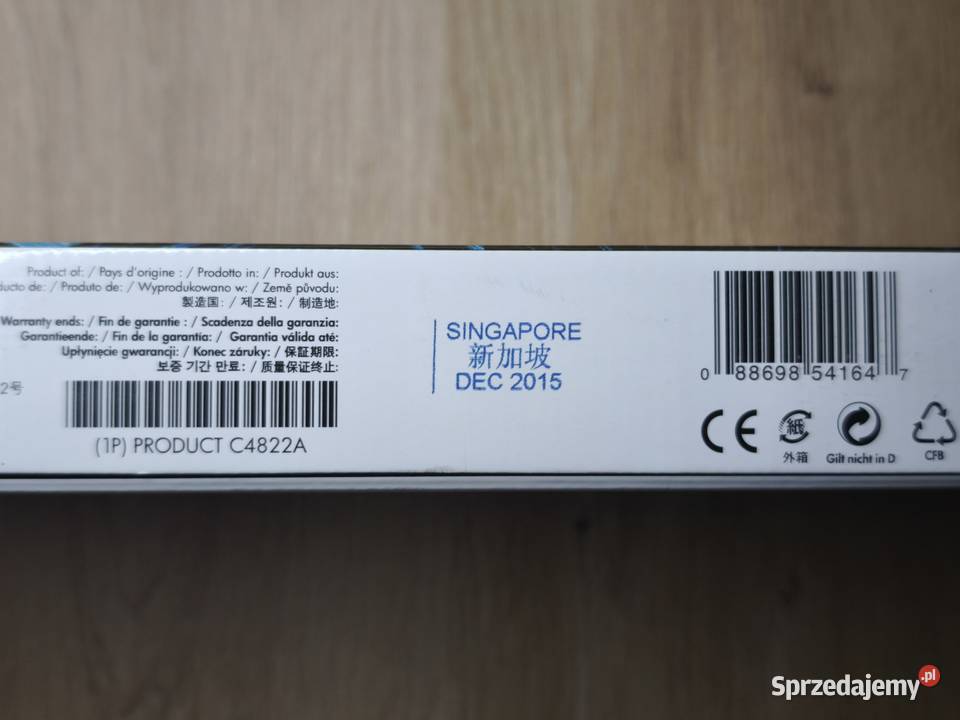 Product of: / Pays d'origine : / Prodotto in: / Produkt aus:
ducto de: / Produto de: / Wyprodukowano w: / Země původu:
製造国: / 제조원: / 制造地:
Warranty ends: / Fin de garantie : / Scadenza della garanzia:
Garantieende: / Fin de la garantía: / Garantia válida até:
Upłynięcie gwarancji: / Konec záruky: / 保証期限:
보증 기간 만료: / 质量保证终止:
2号
(1P) PRODUCT C4822A
SINGAPORE
新加坡
DEC 2015
0 88698 54164 7
CE
紙
外箱
Gilt nicht in D
CFB
Sprzedajemy.pl